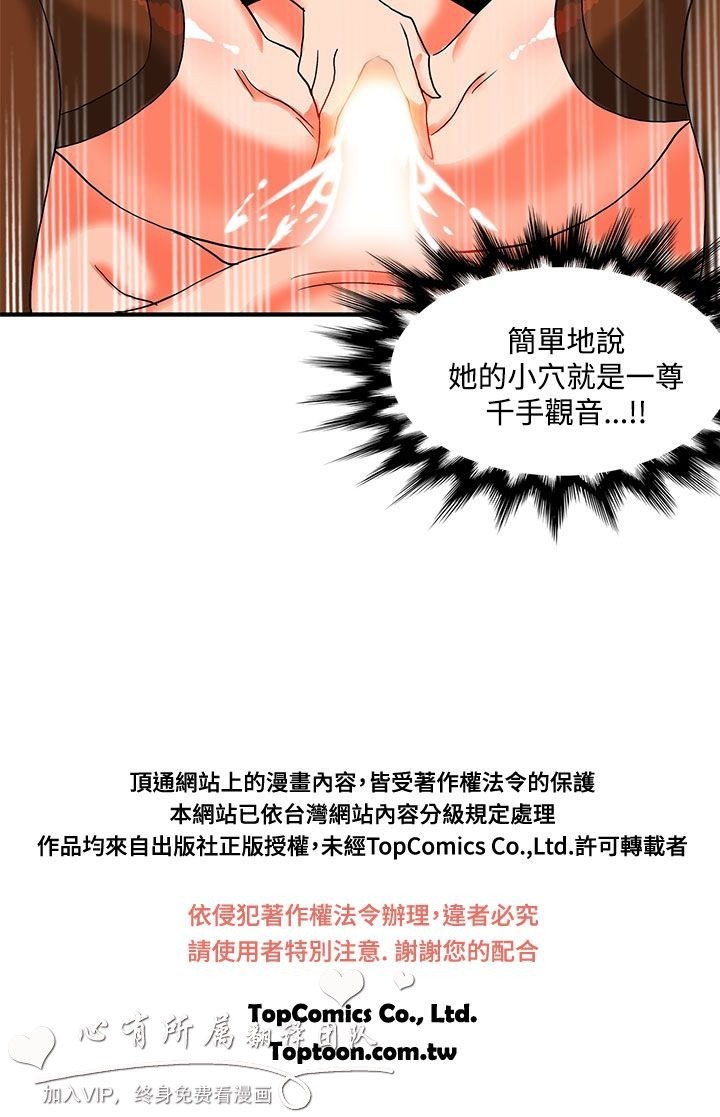 簡單地說
她的小穴就是一尊
千手觀音...!!
頂通網站上的漫畫內容，皆受著作權法令的保護
本網站已依台灣網站內容分級規定處理
作品均來自出版社正版授權，未經TopComics Co.,Ltd.許可轉載者
依侵犯著作權法令辦理，違者必究
請使用者特別注意. 謝謝您的配合
TopComics Co., Ltd.
心有所属翻译团队
Toptoon.com.tw
加入VIP，终身免费看漫画